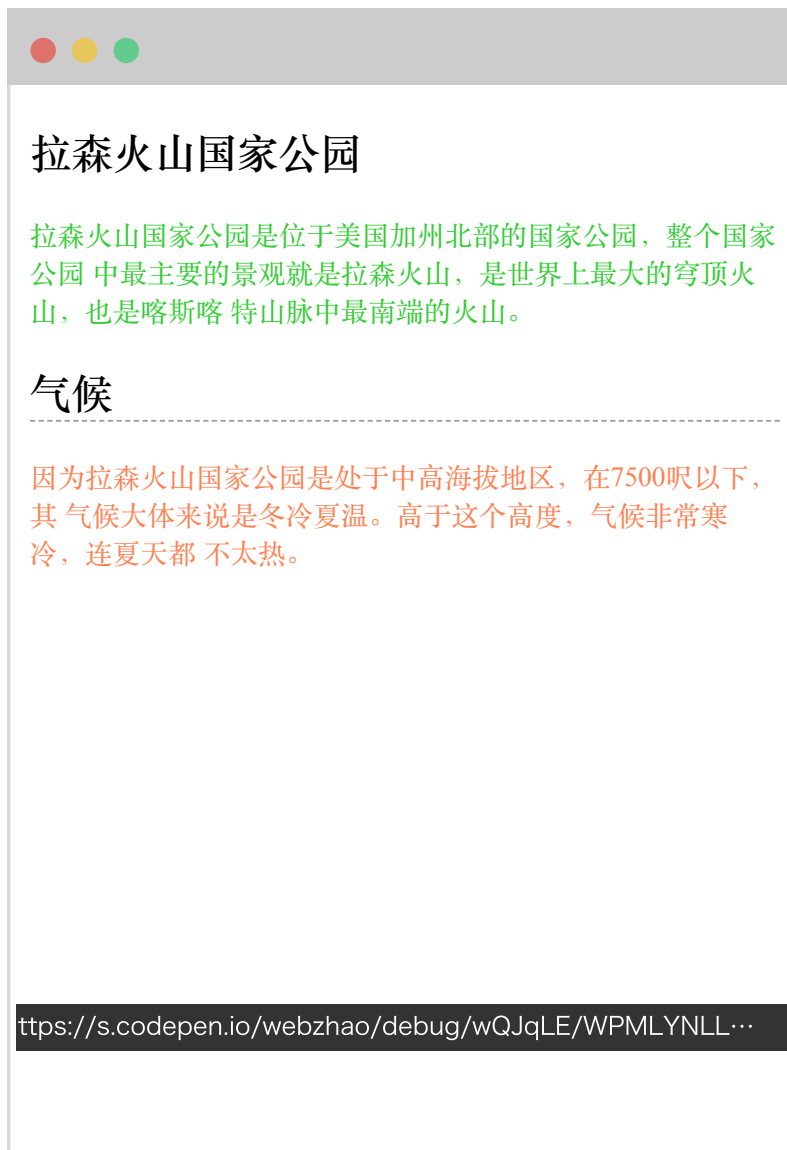 拉森火山国家公园
拉森火山国家公园是位于美国加州北部的国家公园，整个国家
公园 中最主要的景观就是拉森火山，是世界上最大的穹顶火
山，也是喀斯喀 特山脉中最南端的火山。
气候
因为拉森火山国家公园是处于中高海拔地区，在7500呎以下，
其 气候大体来说是冬冷夏温。高于这个高度，气候非常寒
冷，连夏天都 不太热。
ttps://s.codepen.io/webzhao/debug/wQJqLE/WPMLYNLL…